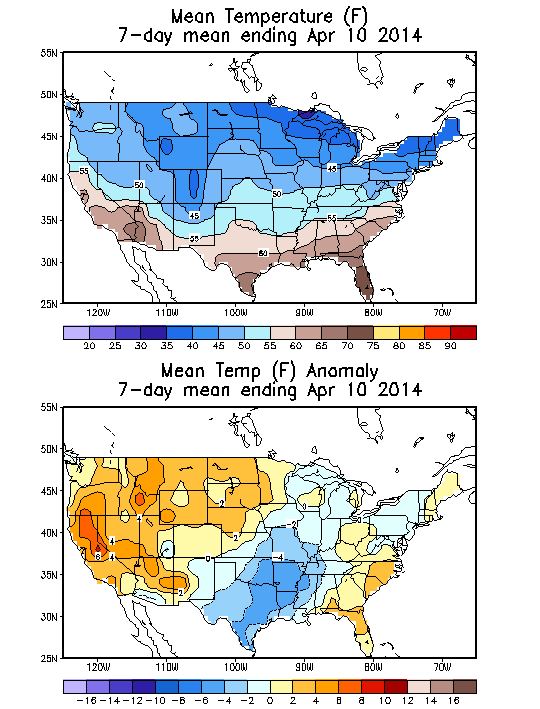 Mean Temperature (F)
7-day mean ending Apr 10 2014
55N
50N
45N
40N
35N
30N
25N
55
50
45
45
50
55
55
60
120W 110W 100W 90W 80W 70W
20 25 30 35 40 45 50 55 60 65 70 75 80 85 90
Mean Temp (F) Anomaly
7-day mean ending Apr 10 2014
55N
50N
45N
40N
35N
30N
25N
2
0
0
4
-2
4
2
6
4
0
-4
2
120W 110W 100W 90W 80W 70W
-16 -14 -12 -10 -8 -6 -4 -2 0 2 4 6 8 10 12 14 16